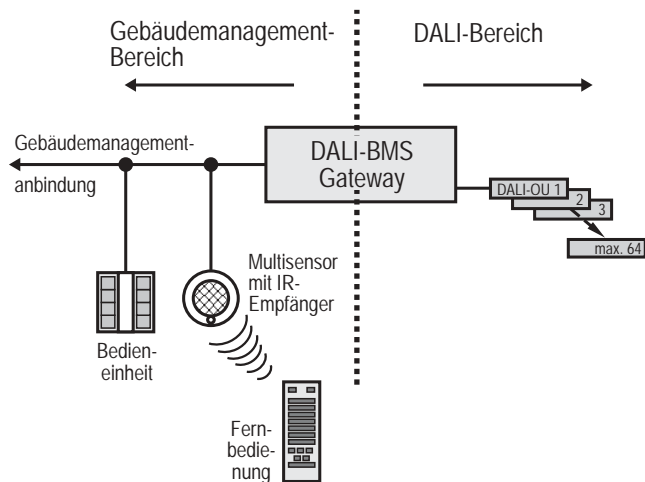 Gebäudemanagement-
Bereich
DALI-Bereich
Gebäudemanagement-
anbindung
DALI-BMS
Gateway
DALI-OU 1
2
3
max. 64
Multisensor
mit IR-
Empfänger
Bedien-
einheit
Fern-
bedie-
nung